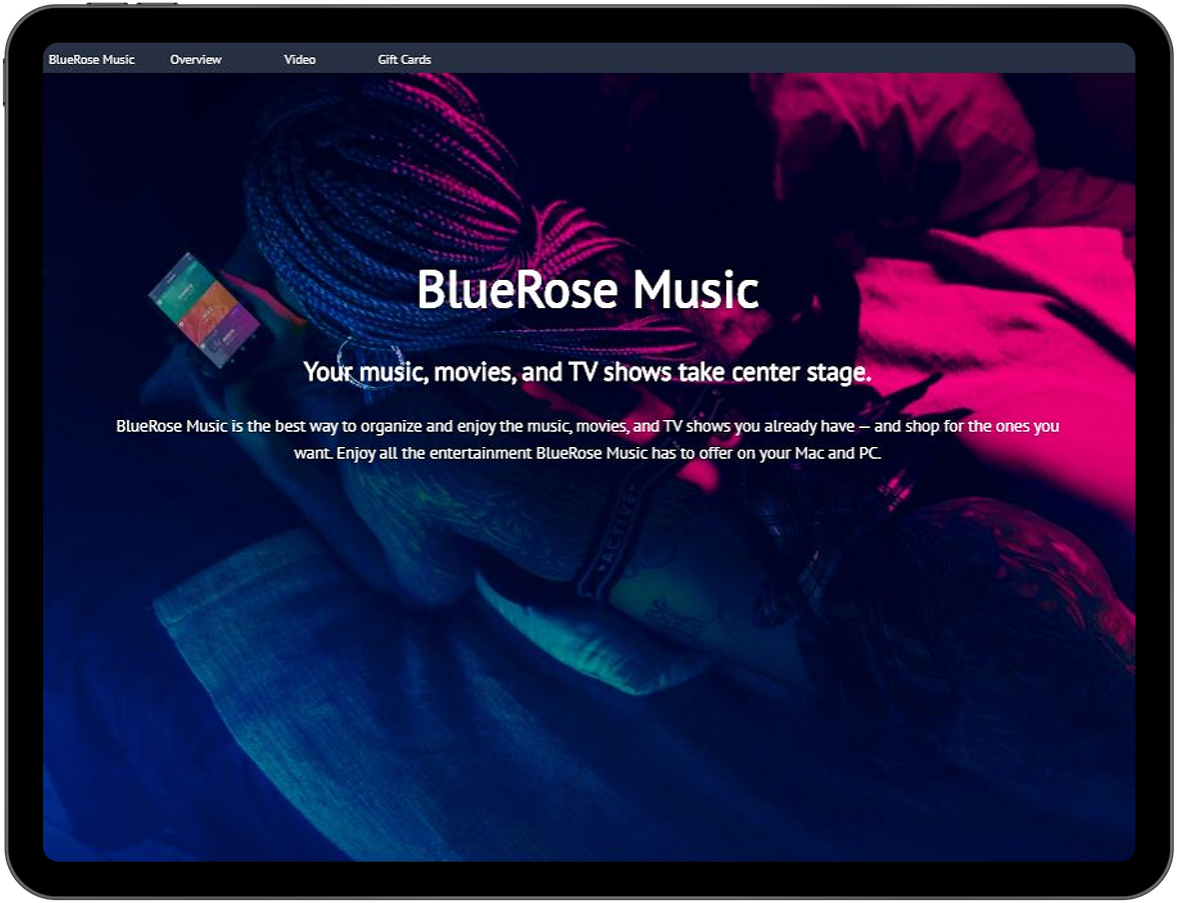 BlueRose Music Overview Video Gift Cards
BlueRose Music
Your music, movies, and TV shows take center stage.
BlueRose Music is the best way to organize and enjoy the music, movies, and TV shows you already have — and shop for the ones you
want. Enjoy all the entertainment BlueRose Music has to offer on your Mac and PC.
ACTIVE